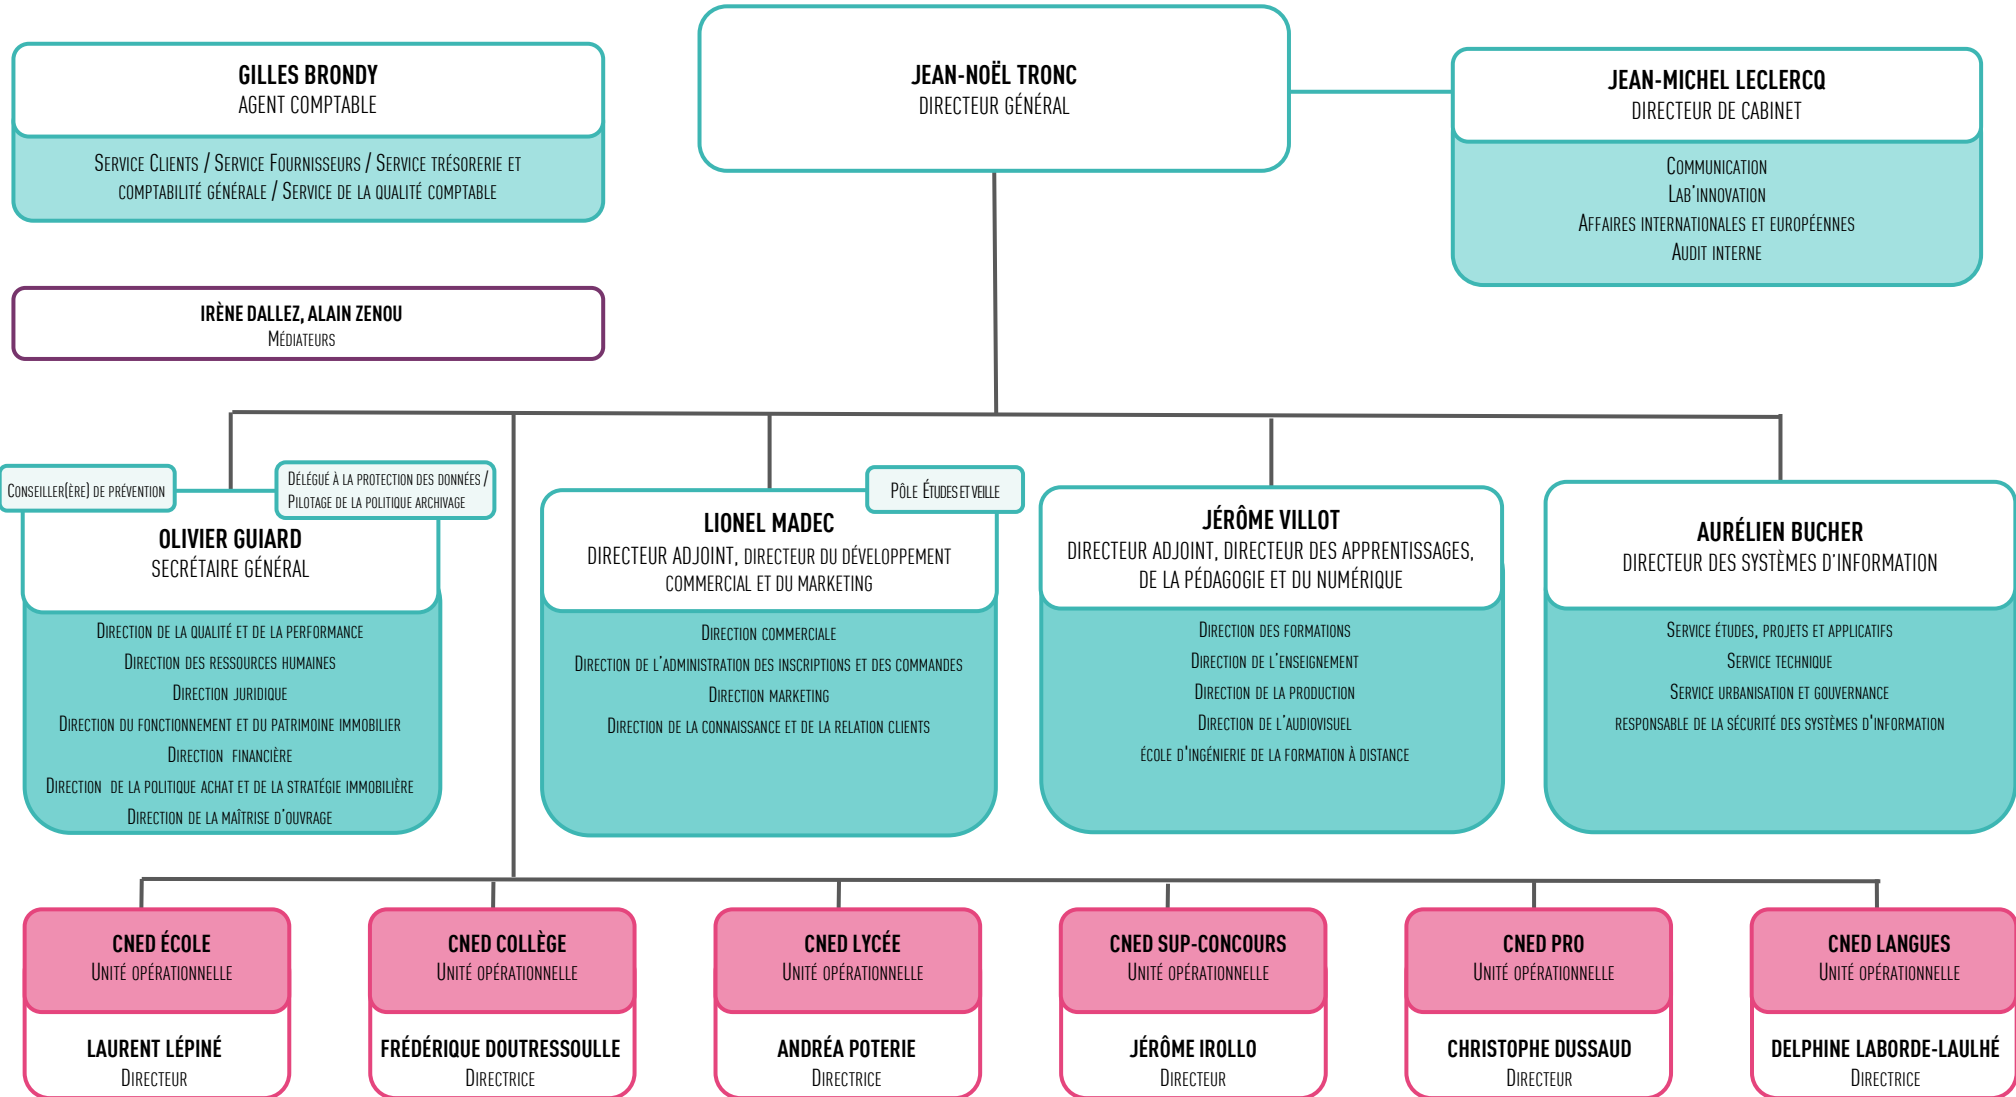 GILLES BRONDY
AGENT COMPTABLE
Service Clients / Service Fournisseurs / Service trésorerie et
comptabilité générale / Service de la qualité comptable
JEAN-NOËL TRONC
DIRECTEUR GÉNÉRAL
JEAN-MICHEL LECLERCQ
DIRECTEUR DE CABINET
Communication
Lab'innovation
Affaires internationales et européennes
Audit interne
IRÈNE DALLEZ, ALAIN ZENOU
Médiateurs
Conseiller(ère) de prévention
Délégué à la protection des données /
Pilotage de la politique archivage
OLIVIER GUIARD
SECRÉTAIRE GÉNÉRAL
Direction de la qualité et de la performance
Direction des ressources humaines
Direction juridique
Direction du fonctionnement et du patrimoine immobilier
Direction financière
Direction de la politique achat et de la stratégie immobilière
Direction de la maîtrise d'ouvrage
Pôle Études et veille
LIONEL MADEC
DIRECTEUR ADJOINT, DIRECTEUR DU DÉVELOPPEMENT
COMMERCIAL ET DU MARKETING
Direction commerciale
Direction de l'administration des inscriptions et des commandes
Direction marketing
Direction de la connaissance et de la relation clients
JÉRÔME VILLOT
DIRECTEUR ADJOINT, DIRECTEUR DES APPRENTISSAGES,
DE LA PÉDAGOGIE ET DU NUMÉRIQUE
Direction des formations
Direction de l'enseignement
Direction de la production
Direction de l'audiovisuel
école d'ingénierie de la formation à distance
AURÉLIEN BUCHER
DIRECTEUR DES SYSTÈMES D'INFORMATION
Service études, projets et applicatifs
Service technique
Service urbanisation et gouvernance
responsable de la sécurité des systèmes d'information
CNED ÉCOLE
Unité opérationnelle
LAURENT LÉPINÉ
Directeur
CNED COLLÈGE
Unité opérationnelle
FRÉDÉRIQUE DOUTRESSOULLE
Directrice
CNED LYCÉE
Unité opérationnelle
ANDRÉA POTERIE
Directrice
CNED SUP-CONCOURS
Unité opérationnelle
JÉRÔME IROLLO
Directeur
CNED PRO
Unité opérationnelle
CHRISTOPHE DUSSAUD
Directeur
CNED LANGUES
Unité opérationnelle
DELPHINE LABORDE-LAULHÉ
Directrice